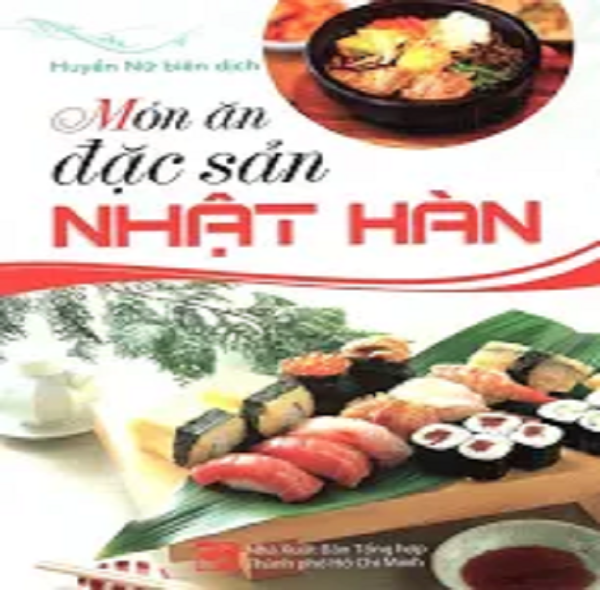 Huyền Nữ biên dịch
Món ăn
đặc sản
NHẬT HÀN
Nhà Xuất Bản Tổng hợp
Thành phố Hồ Chí Minh